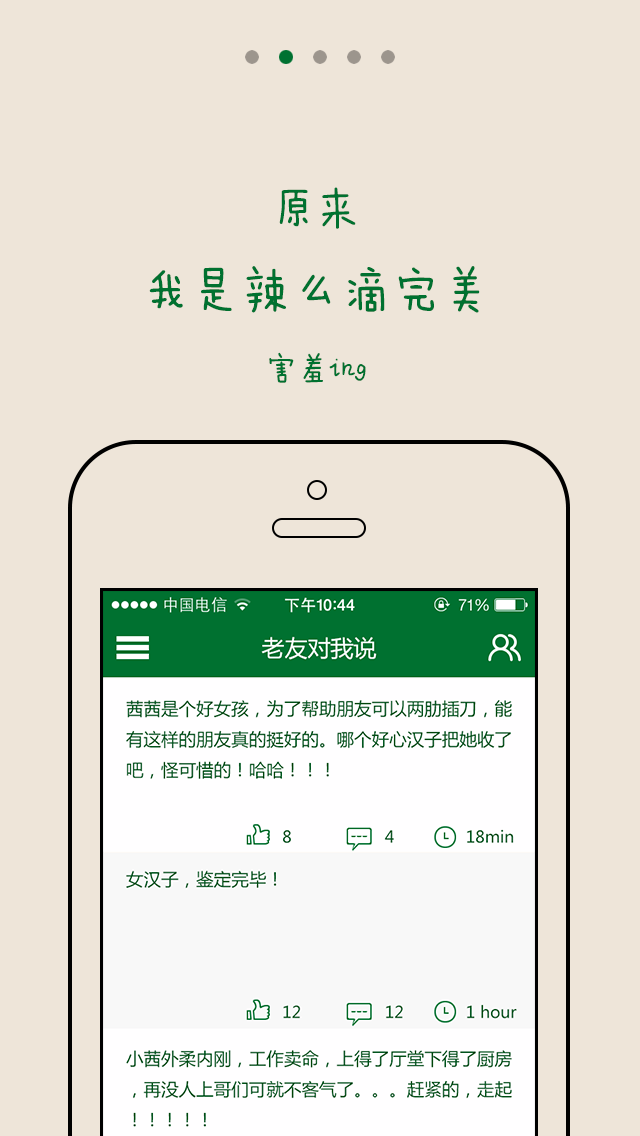 原来
我是辣么滴完美
害羞ing
中国电信 下午10:44 71%
老友对我说
茜茜是个好女孩，为了帮助朋友可以两肋插刀，能
有这样的朋友真的挺好的。哪个好心汉子把她收了
吧，怪可惜的！哈哈！！！
8 4 18min
女汉子，鉴定完毕！
12 12 1 hour
小茜外柔内刚，工作卖命，上得了厅堂下得了厨房
，再没人上哥们可就不客气了。。。赶紧的，走起
！！！！！